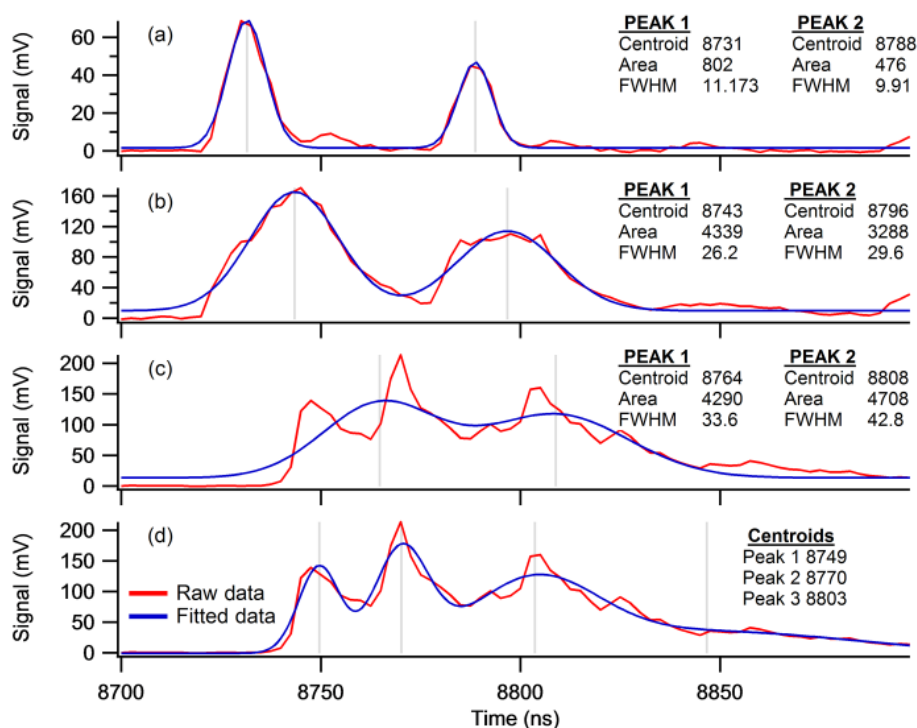 Signal (mV)
60
40
20
0
(a)
PEAK 1 PEAK 2
Centroid 8731 Centroid 8788
Area 802 Area 476
FWHM 11.173 FWHM 9.91
Signal (mV)
160
120
80
40
0
(b)
PEAK 1 PEAK 2
Centroid 8743 Centroid 8796
Area 4339 Area 3288
FWHM 26.2 FWHM 29.6
Signal (mV)
200
150
100
50
0
(c)
PEAK 1 PEAK 2
Centroid 8764 Centroid 8808
Area 4290 Area 4708
FWHM 33.6 FWHM 42.8
Signal (mV)
200
150
100
50
0
(d)
Raw data
Fitted data
Centroids
Peak 1 8749
Peak 2 8770
Peak 3 8803
8700 8750 8800 8850
Time (ns)